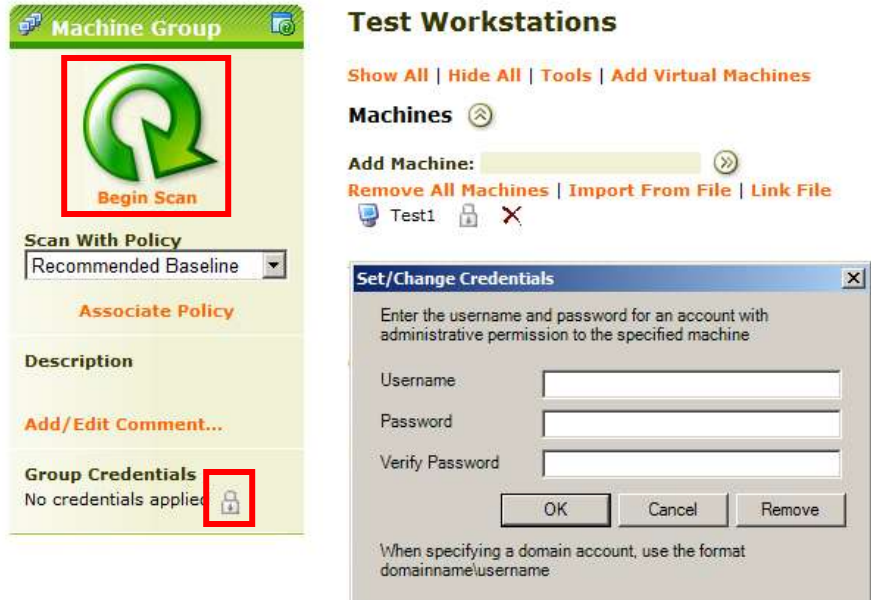 Machine Group
Begin Scan
Scan With Policy
Recommended Baseline
Associate Policy
Description
Add/Edit Comment...
Group Credentials
No credentials applied
Test Workstations
Show All | Hide All | Tools | Add Virtual Machines
Machines
Add Machine:
Remove All Machines | Import From File | Link File
Test1
Set/Change Credentials
Enter the username and password for an account with
administrative permission to the specified machine
Username
Password
Verify Password
OK Cancel Remove
When specifying a domain account, use the format
domainname\username